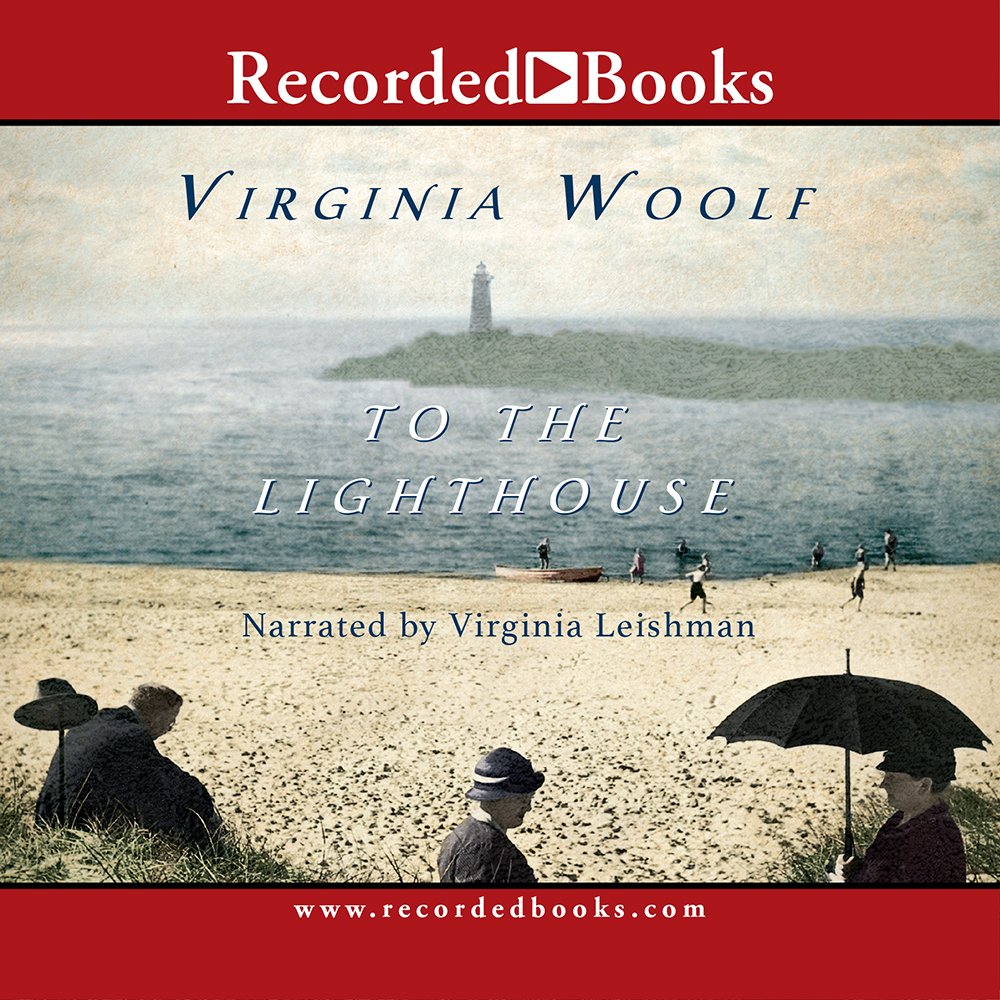 Recorded Books
VIRGINIA WOOLF
TO THE
LIGHTHOUSE
Narrated by Virginia Leishman
www.recordedbooks.com